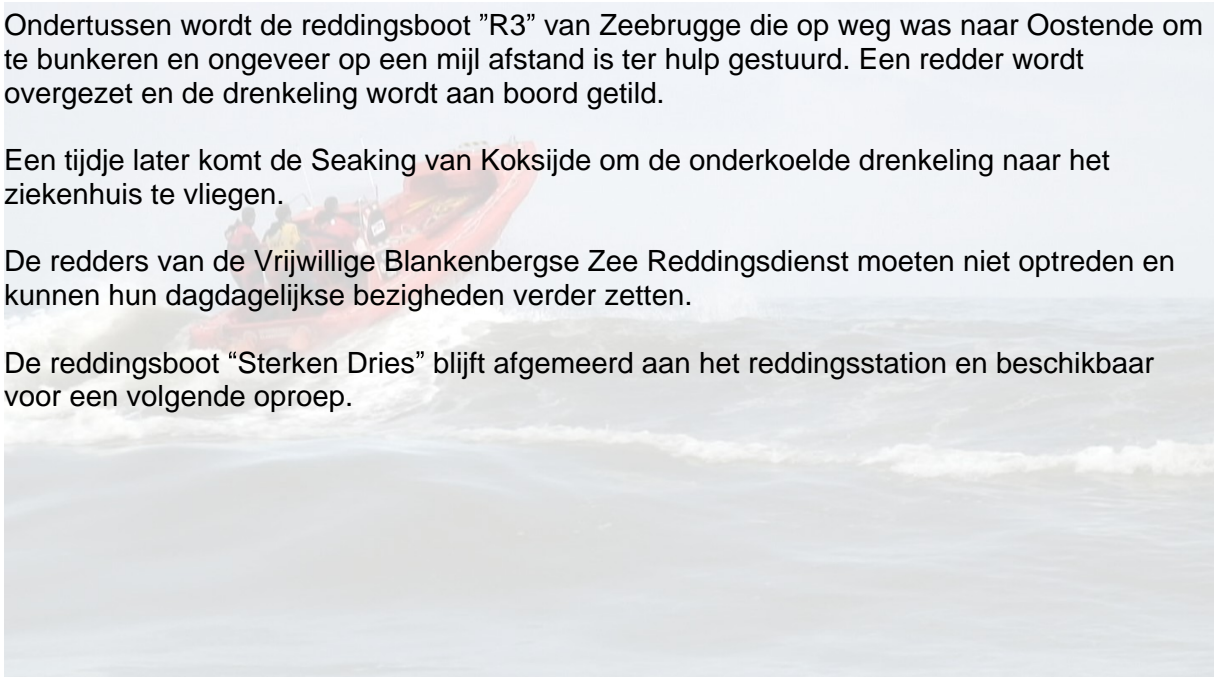 Ondertussen wordt de reddingsboot ”R3” van Zeebrugge die op weg was naar Oostende om
te bunkeren en ongeveer op een mijl afstand is ter hulp gestuurd. Een redder wordt
overgezet en de drenkeling wordt aan boord getild.
Een tijdje later komt de Seaking van Koksijde om de onderkoelde drenkeling naar het
ziekenhuis te vliegen.
De redders van de Vrijwillige Blankenbergse Zee Reddingsdienst moeten niet optreden en
kunnen hun dagdagelijkse bezigheden verder zetten.
De reddingsboot “Sterken Dries” blijft afgemeerd aan het reddingsstation en beschikbaar
voor een volgende oproep.